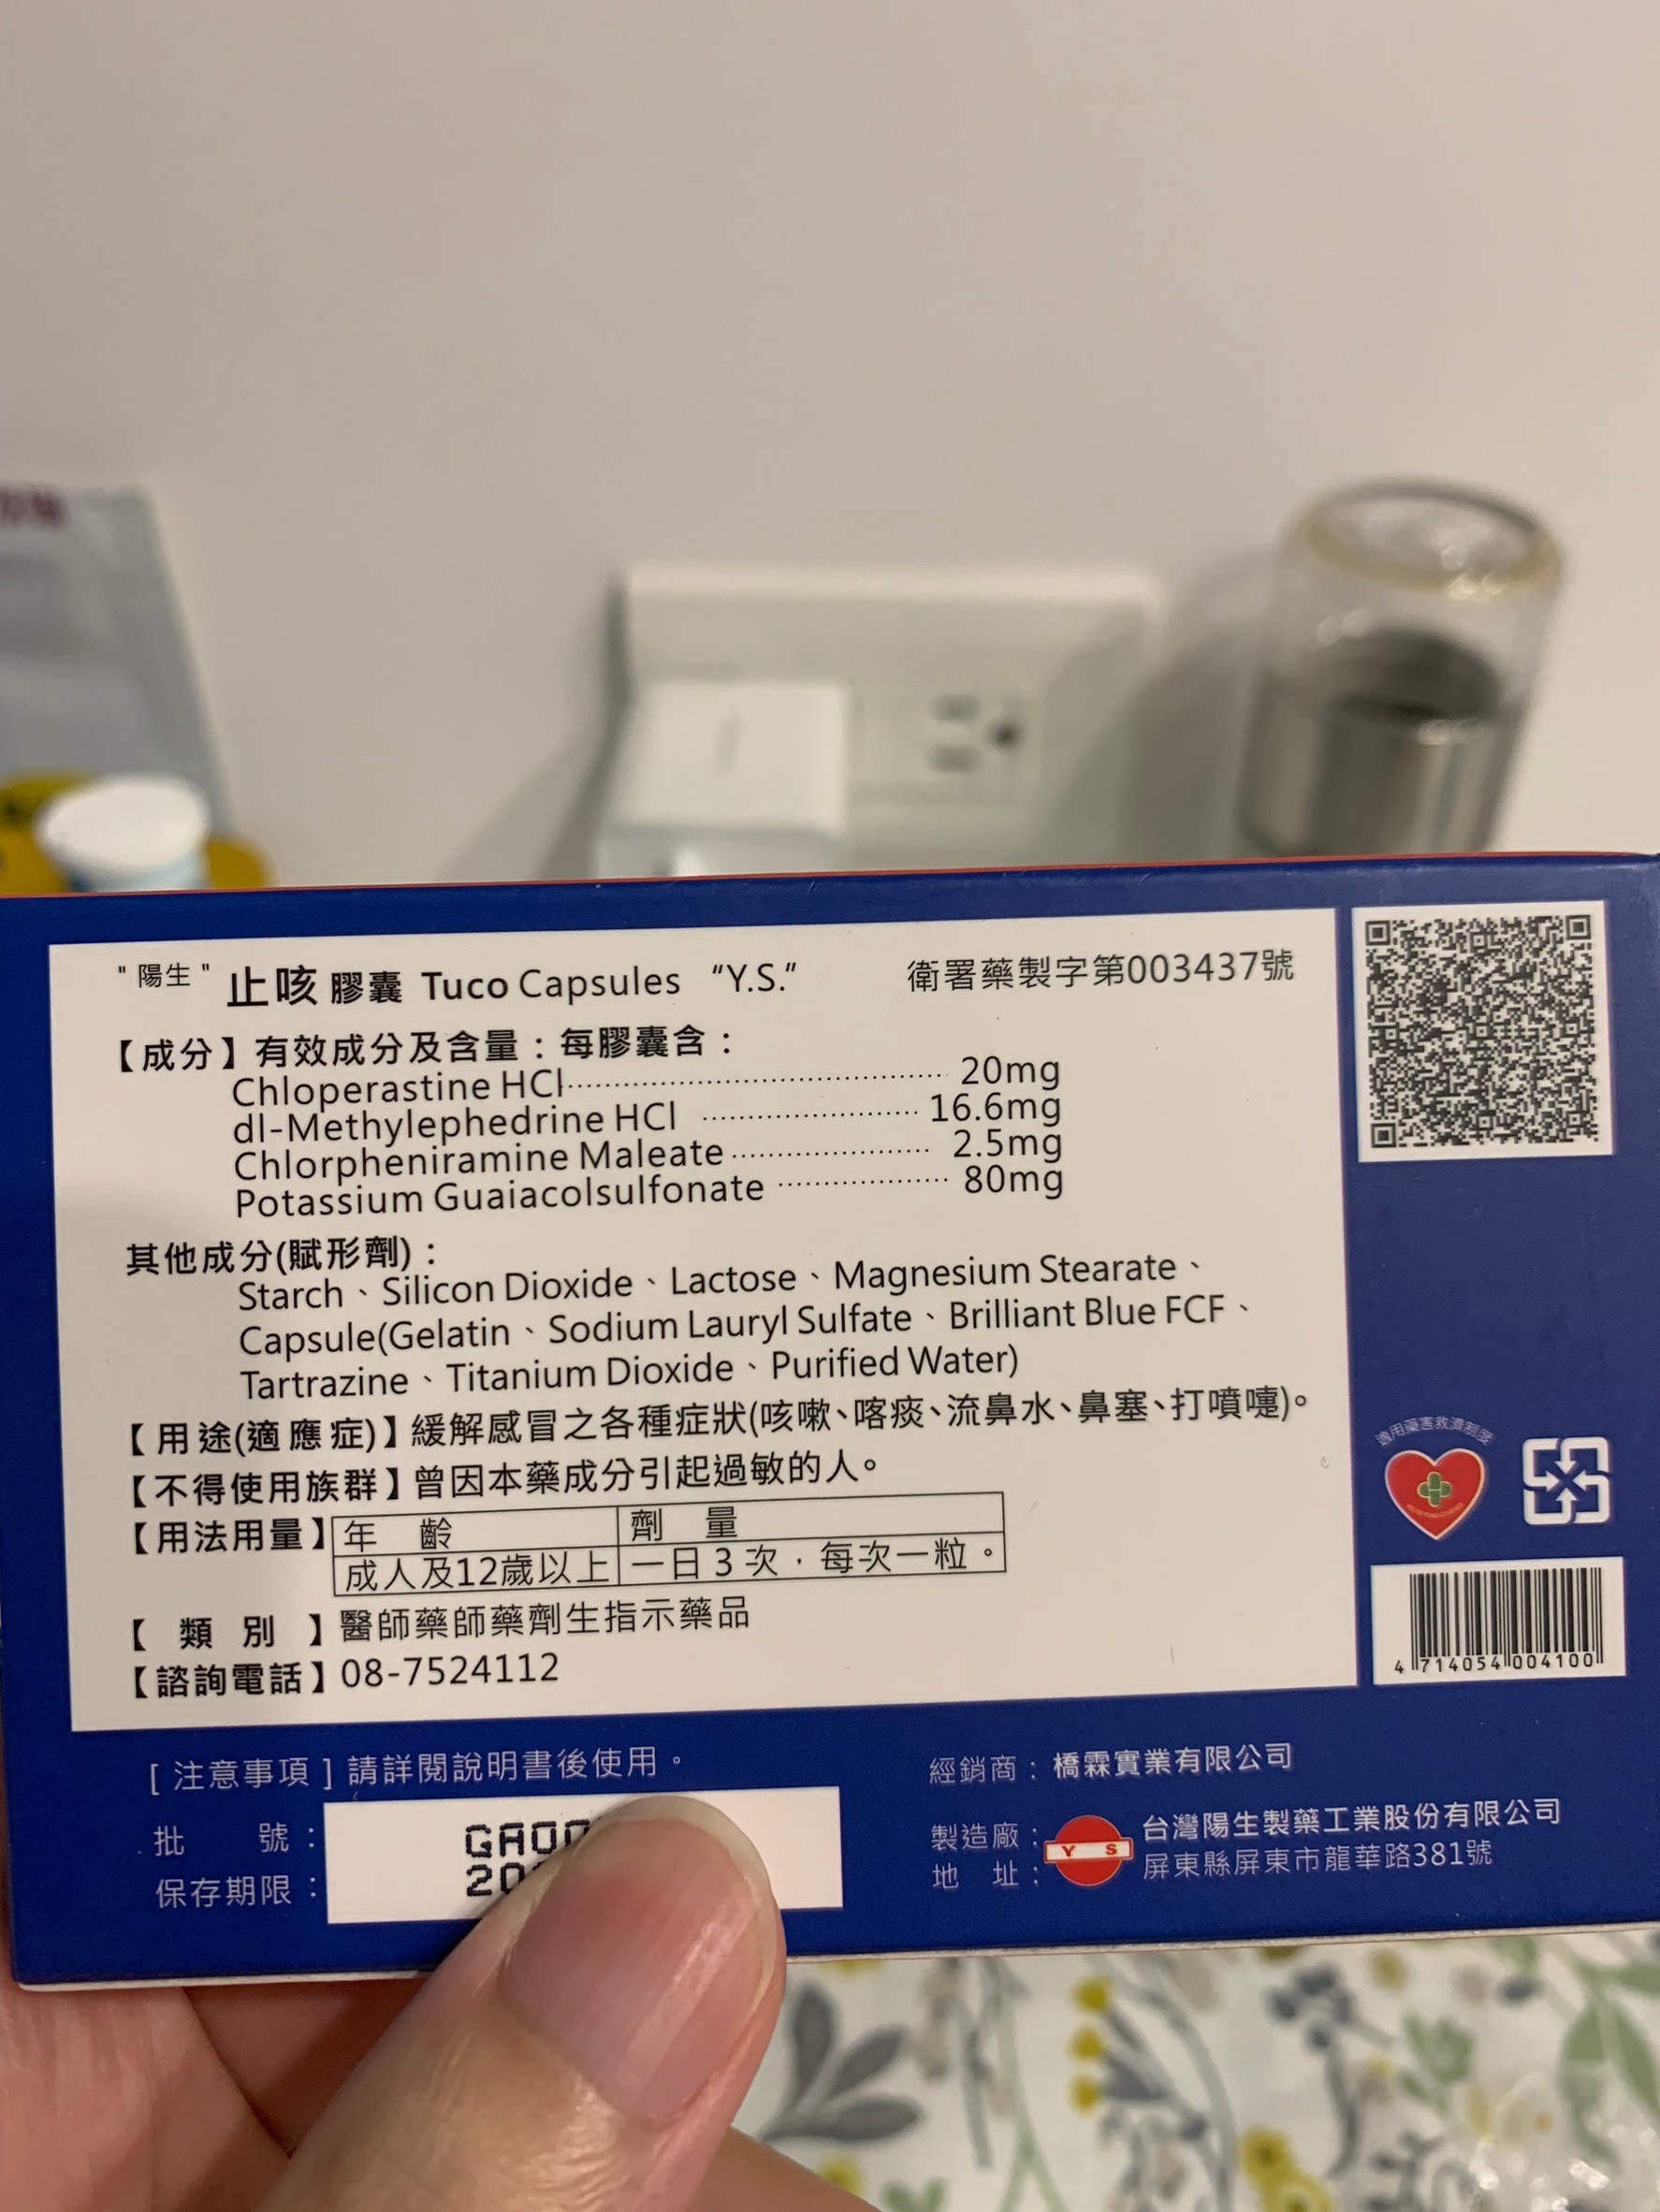 "陽生" 止咳膠囊 Tuco Capsules “Y.S.” 衛署藥製字第003437號
【成分】有效成分及含量：每膠囊含：
Chloperastine HCl 20mg
dl-Methylephedrine HCl 16.6mg
Chlorpheniramine Maleate 2.5mg
Potassium Guaiacolsulfonate 80mg
其他成分(賦形劑)：
Starch、Silicon Dioxide、Lactose、Magnesium Stearate、
Capsule(Gelatin、Sodium Lauryl Sulfate、Brilliant Blue FCF、
Tartrazine、Titanium Dioxide、Purified Water)
【用途(適應症)】緩解感冒之各種症狀(咳嗽、喀痰、流鼻水、鼻塞、打噴嚏)。
【不得使用族群】曾因本藥成分引起過敏的人。
【用法用量】年 齡 劑 量
成人及12歲以上 一日3次，每次一粒。
【類別】醫師藥師藥劑生指示藥品
【諮詢電話】08-7524112
適用藥害救濟制度
4 714054 004100
[注意事項]請詳閱說明書後使用。
批 號：GA00
保存期限：20
經銷商：橋霖實業有限公司
製造廠：Y S 台灣陽生製藥工業股份有限公司
地 址：屏東縣屏東市龍華路381號